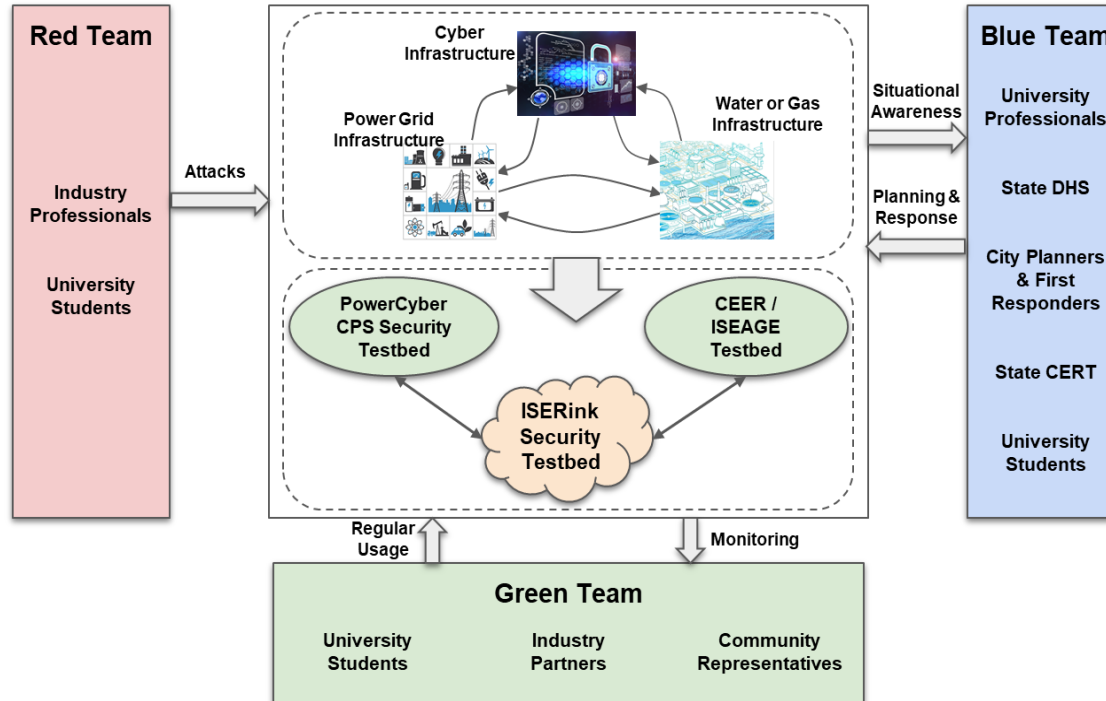 Red Team
Industry
Professionals
University
Students
Attacks
Cyber
Infrastructure
Power Grid
Infrastructure
Water or Gas
Infrastructure
PowerCyber
CPS Security
Testbed
CEER /
ISEAGE
Testbed
ISERink
Security
Testbed
Situational
Awareness
Planning &
Response
Blue Team
University
Professionals
State DHS
City Planners
& First
Responders
State CERT
University
Students
Regular
Usage
Monitoring
Green Team
University
Students
Industry
Partners
Community
Representatives